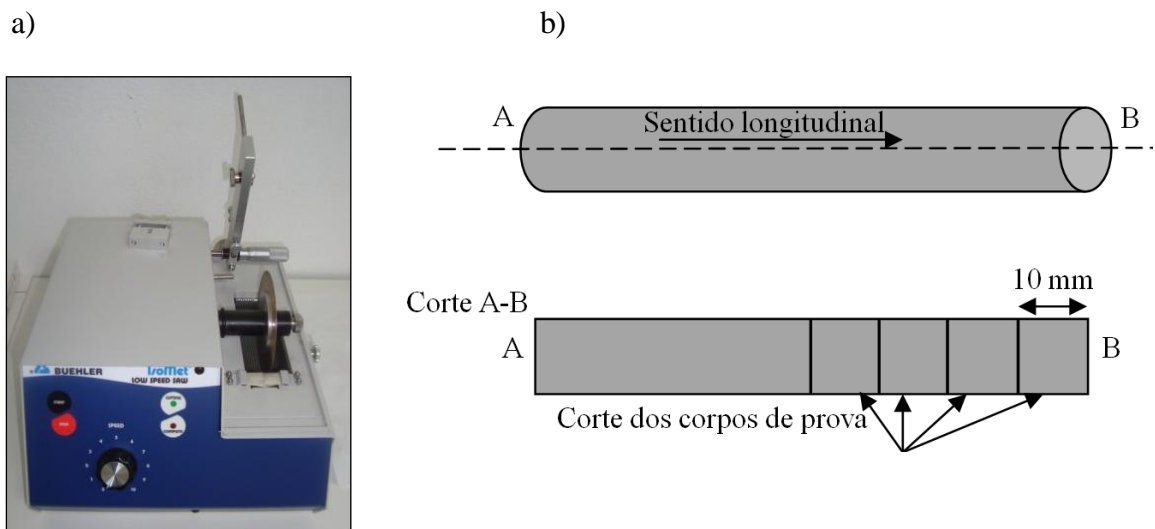 a)
b)
A
B
Sentido longitudinal
Corte A-B
10 mm
A
B
Corte dos corpos de prova
BUEHLER
IsoMet
LOW SPEED SAW
SPEED